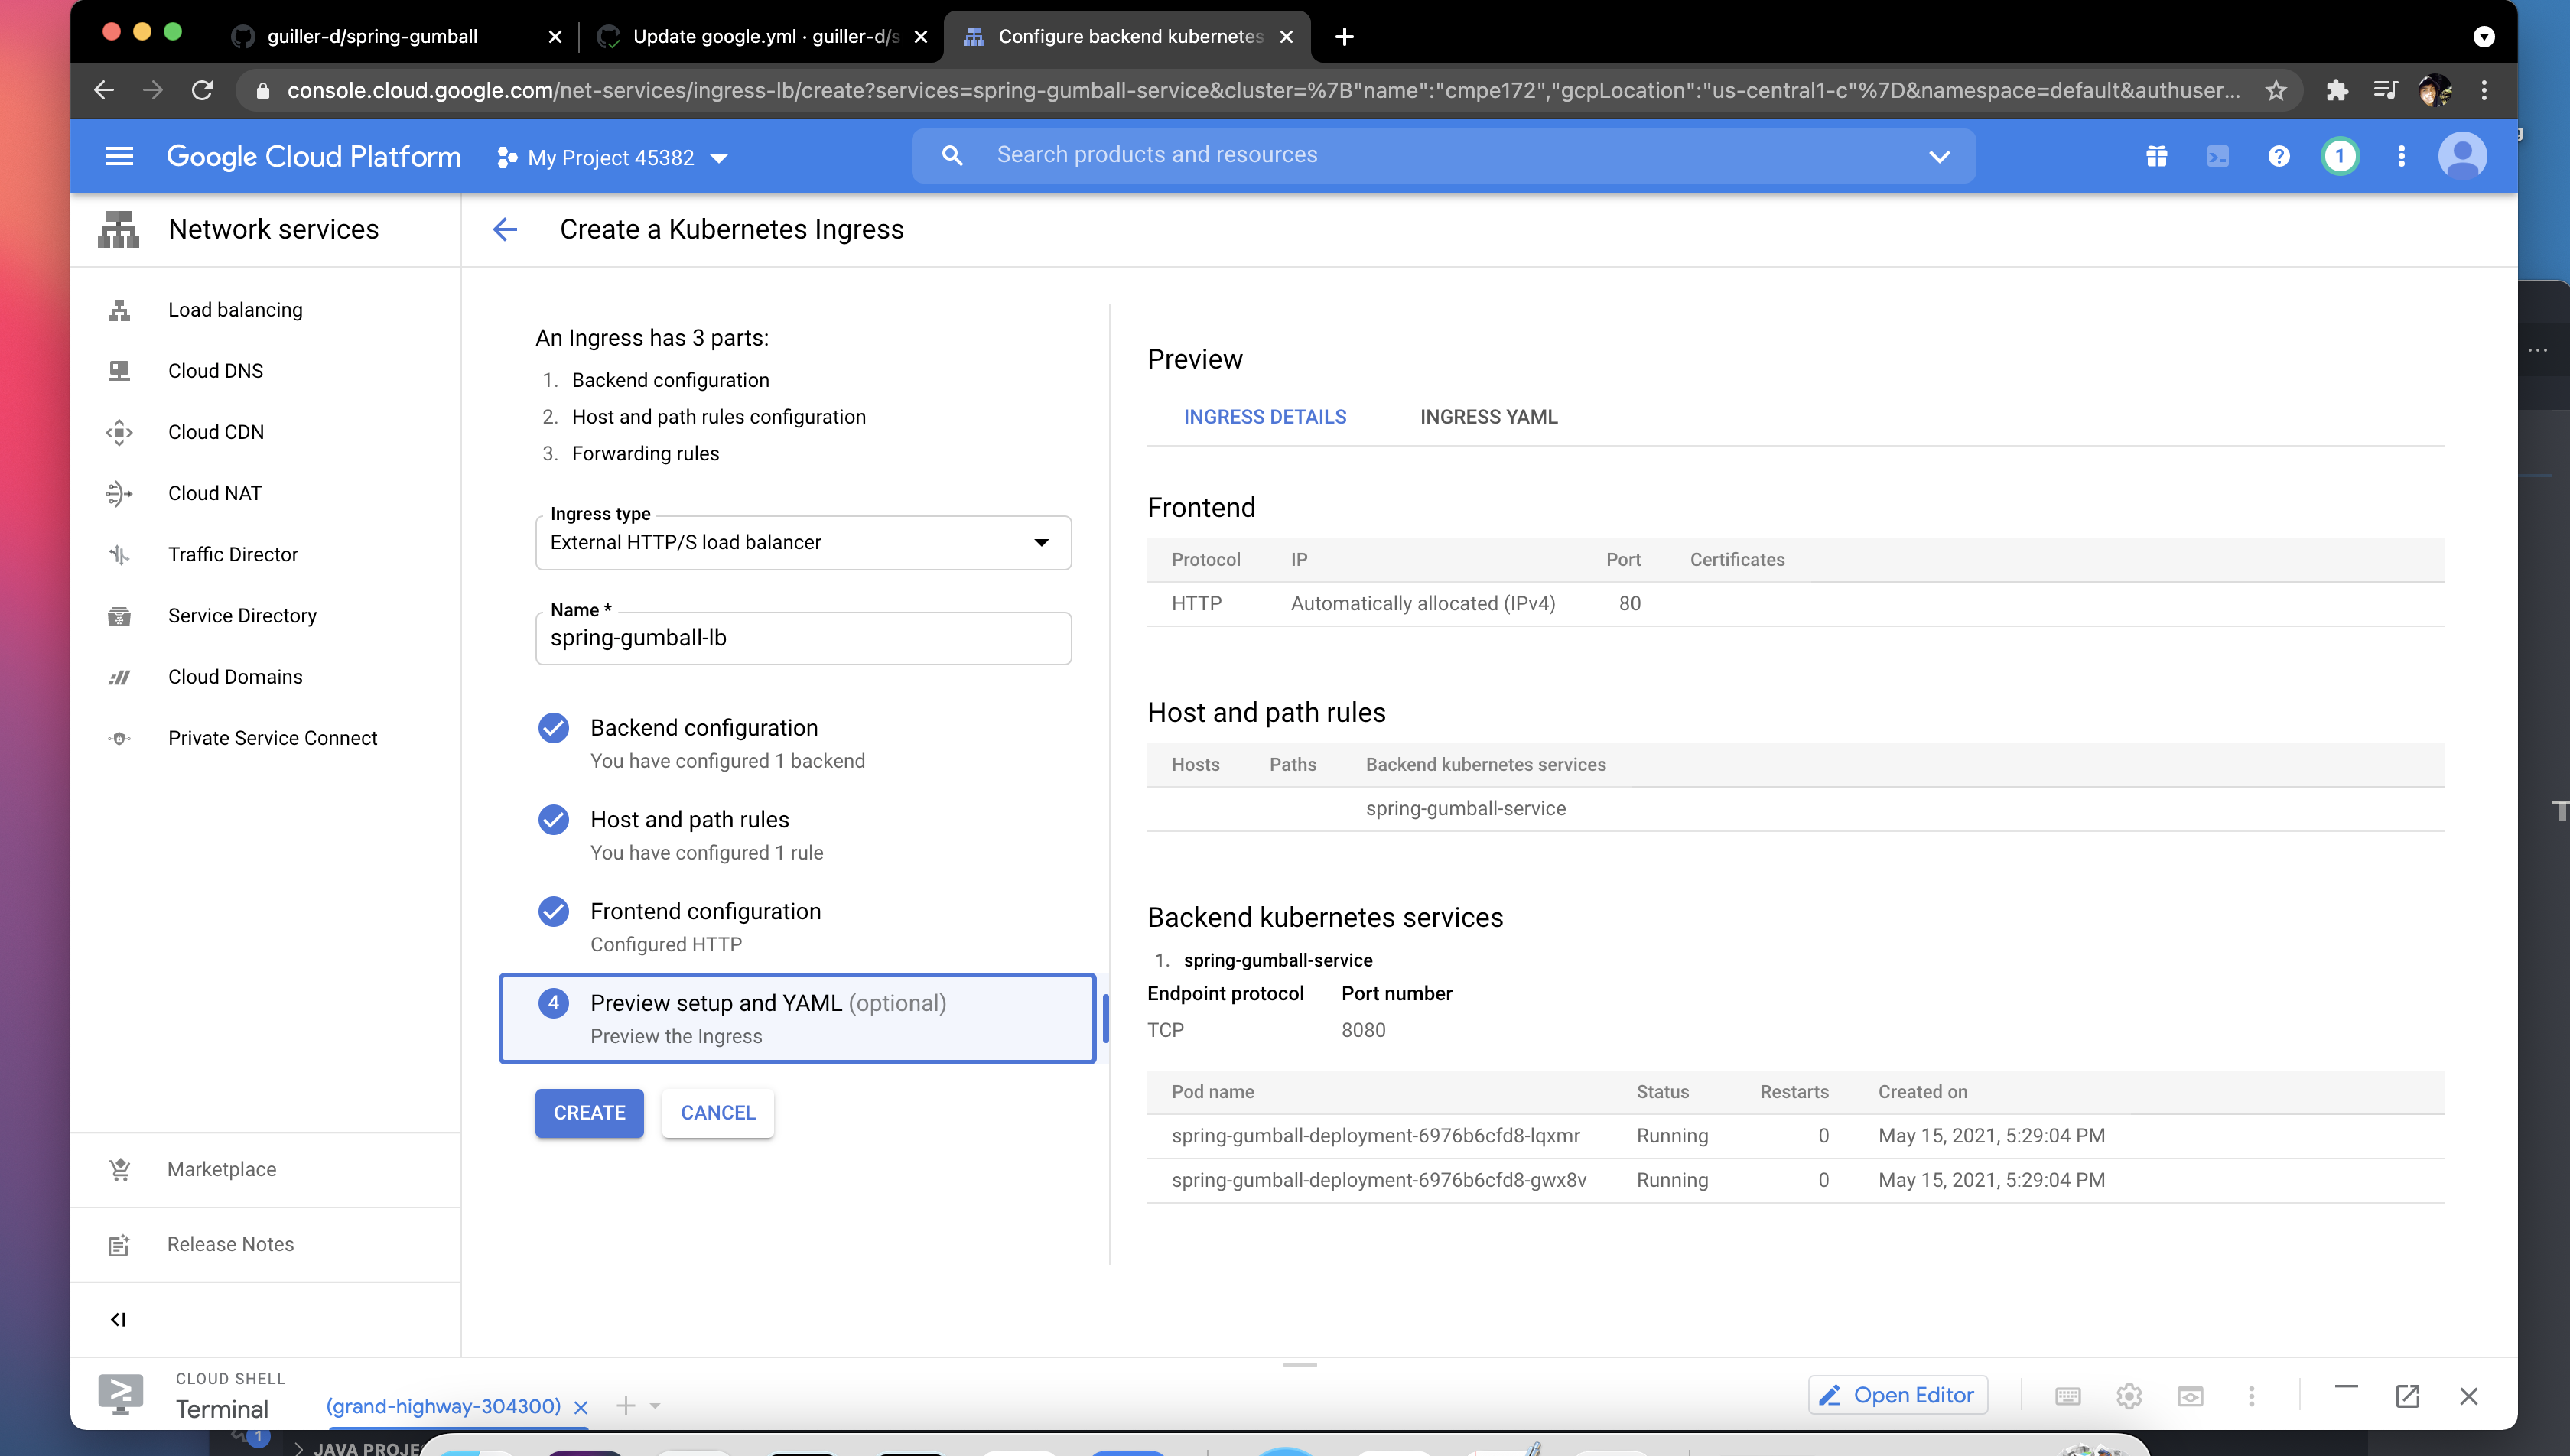 guiller-d/spring-gumball
Update google.yml · guiller-d/s
Configure backend kubernetes
console.cloud.google.com/net-services/ingress-lb/create?services=spring-gumball-service&cluster=%7B"name":"cmpe172","gcpLocation":"us-central1-c"%7D&namespace=default&authuser...
Google Cloud Platform
My Project 45382
Search products and resources
1
Network services
Create a Kubernetes Ingress
Load balancing
Cloud DNS
Cloud CDN
Cloud NAT
Traffic Director
Service Directory
Cloud Domains
Private Service Connect
Marketplace
Release Notes
An Ingress has 3 parts:
1. Backend configuration
2. Host and path rules configuration
3. Forwarding rules
Ingress type
External HTTP/S load balancer
Name *
spring-gumball-lb
Backend configuration
You have configured 1 backend
Host and path rules
You have configured 1 rule
Frontend configuration
Configured HTTP
4 Preview setup and YAML (optional)
Preview the Ingress
CREATE CANCEL
Preview
INGRESS DETAILS INGRESS YAML
Frontend
Protocol IP Port Certificates
HTTP Automatically allocated (IPv4) 80
Host and path rules
Hosts Paths Backend kubernetes services
spring-gumball-service
Backend kubernetes services
1. spring-gumball-service
Endpoint protocol Port number
TCP 8080
Pod name Status Restarts Created on
spring-gumball-deployment-6976b6cfd8-lqxmr Running 0 May 15, 2021, 5:29:04 PM
spring-gumball-deployment-6976b6cfd8-gwx8v Running 0 May 15, 2021, 5:29:04 PM
CLOUD SHELL
Terminal
(grand-highway-304300)
Open Editor
1
JAVA PROJE